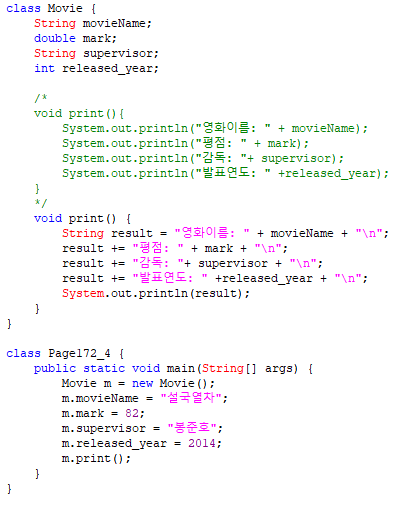 class Movie {
    String movieName;
    double mark;
    String supervisor;
    int released_year;

    /*
    void print(){
        System.out.println("영화이름: " + movieName);
        System.out.println("평점: " + mark);
        System.out.println("감독: "+ supervisor);
        System.out.println("발표연도: " +released_year);
    }
    */
    void print() {
        String result = "영화이름: " + movieName + "\n";
        result += "평점: " + mark + "\n";
        result += "감독: "+ supervisor + "\n";
        result += "발표연도: " +released_year + "\n";
        System.out.println(result);
    }
}

class Page172_4 {
    public static void main(String[] args) {
        Movie m = new Movie();
        m.movieName = "설국열차";
        m.mark = 82;
        m.supervisor = "봉준호";
        m.released_year = 2014;
        m.print();
    }
}